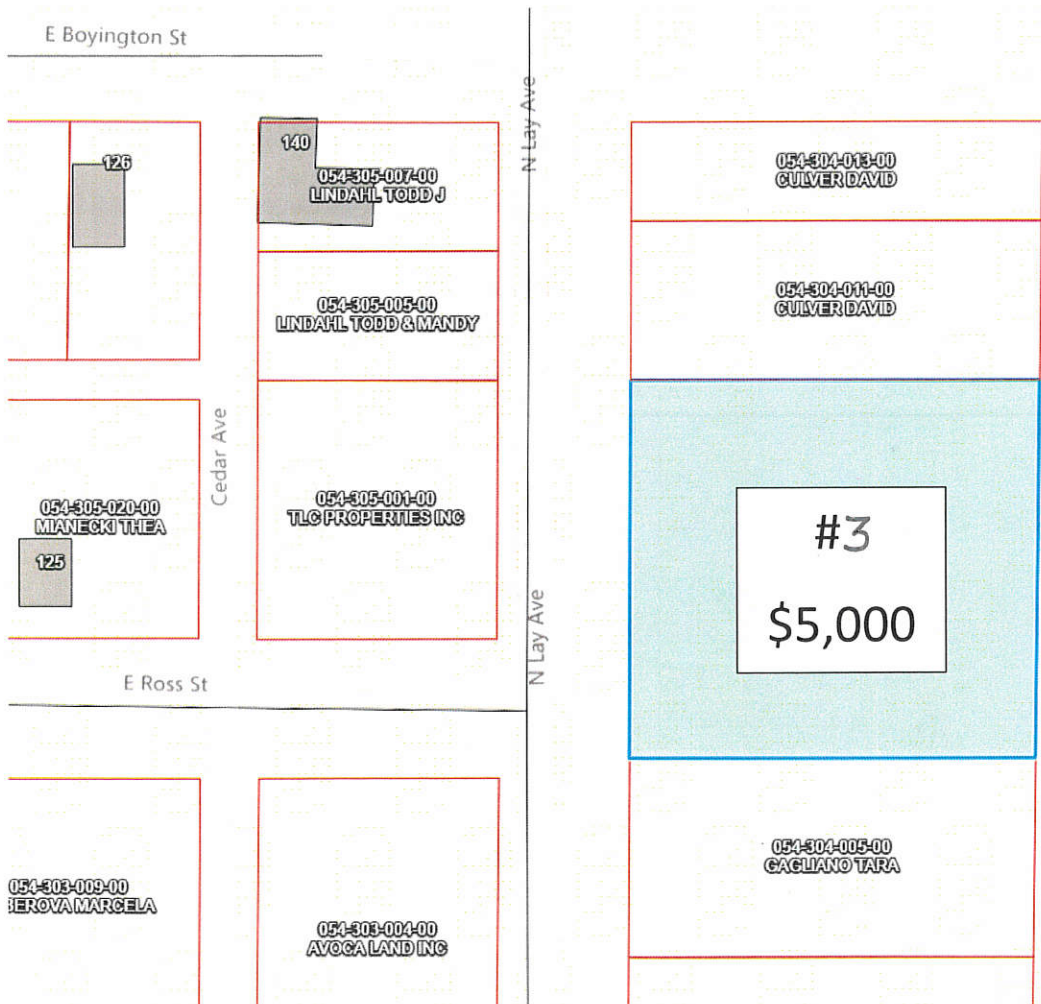 E Boyington St
N Lay Ave
126
140
054-305-007-00
LINDAHL TODD J
054-304-013-00
CULVER DAVID
054-305-005-00
LINDAHL TODD & MANDY
054-304-011-00
CULVER DAVID
Cedar Ave
054-305-020-00
MIANECKI THEA
125
054-305-001-00
TLC PROPERTIES INC
#3
$5,000
N Lay Ave
E Ross St
054-304-005-00
GAGLIANO TARA
054-303-009-00
BEROVA MARCELA
054-303-004-00
AVOCA LAND INC